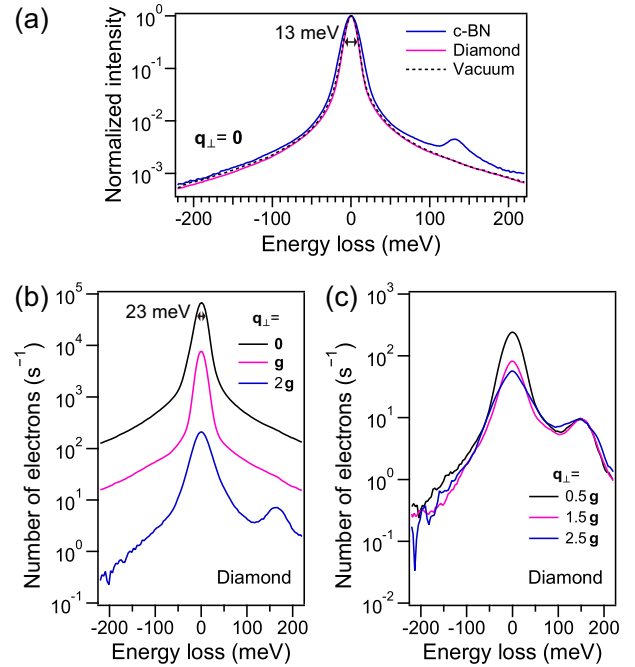 (a)
Normalized intensity
10⁰
10⁻¹
10⁻²
10⁻³
13 meV
c-BN
Diamond
Vacuum
q⊥= 0
-200 -100 0 100 200
Energy loss (meV)
(b)
Number of electrons (s⁻¹)
10⁵
10⁴
10³
10²
10¹
10⁰
10⁻¹
23 meV
q⊥=
0
g
2g
Diamond
-200 -100 0 100 200
Energy loss (meV)
(c)
Number of electrons (s⁻¹)
10³
10²
10¹
10⁰
10⁻¹
10⁻²
q⊥=
0.5 g
1.5 g
2.5 g
Diamond
-200 -100 0 100 200
Energy loss (meV)